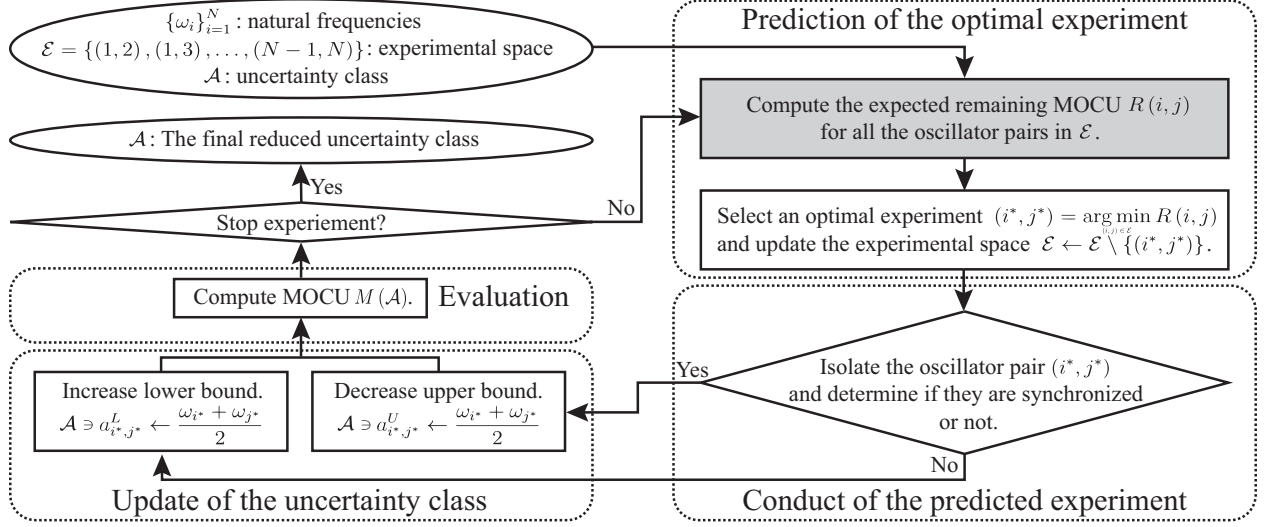 {ω_i}_{i=1}^N : natural frequencies
ℰ = {(1, 2) , (1, 3) , . . . , (N − 1, N)}: experimental space
𝒜: uncertainty class
Prediction of the optimal experiment
Compute the expected remaining MOCU R (i, j)
for all the oscillator pairs in ℰ.
𝒜: The final reduced uncertainty class
Yes
No
Stop experiement?
Select an optimal experiment (i*, j*) = arg min R (i, j)
(i,j)∈ℰ
and update the experimental space ℰ ← ℰ \ {(i*, j*)}.
Compute MOCU M (𝒜).
Evaluation
Isolate the oscillator pair (i*, j*)
and determine if they are synchronized
or not.
Yes
No
Increase lower bound.
𝒜 ∋ a^L_{i*,j*} ← (ω_{i*} + ω_{j*})/2
Decrease upper bound.
𝒜 ∋ a^U_{i*,j*} ← (ω_{i*} + ω_{j*})/2
Update of the uncertainty class
Conduct of the predicted experiment